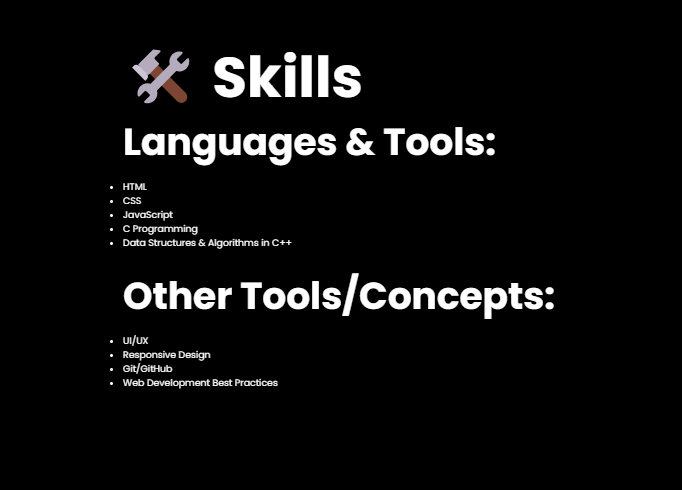 Skills
Languages & Tools:
HTML
CSS
JavaScript
C Programming
Data Structures & Algorithms in C++
Other Tools/Concepts:
UI/UX
Responsive Design
Git/GitHub
Web Development Best Practices